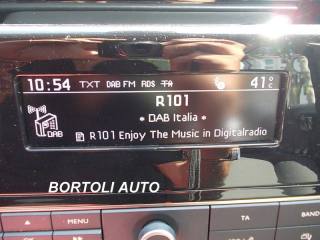 10:54 TXT DAB FM RDS TA 41°C
R101
• DAB Italia •
DAB
R101 Enjoy The Music in Digitalradio
BORTOLI AUTO
MENU TA BAND